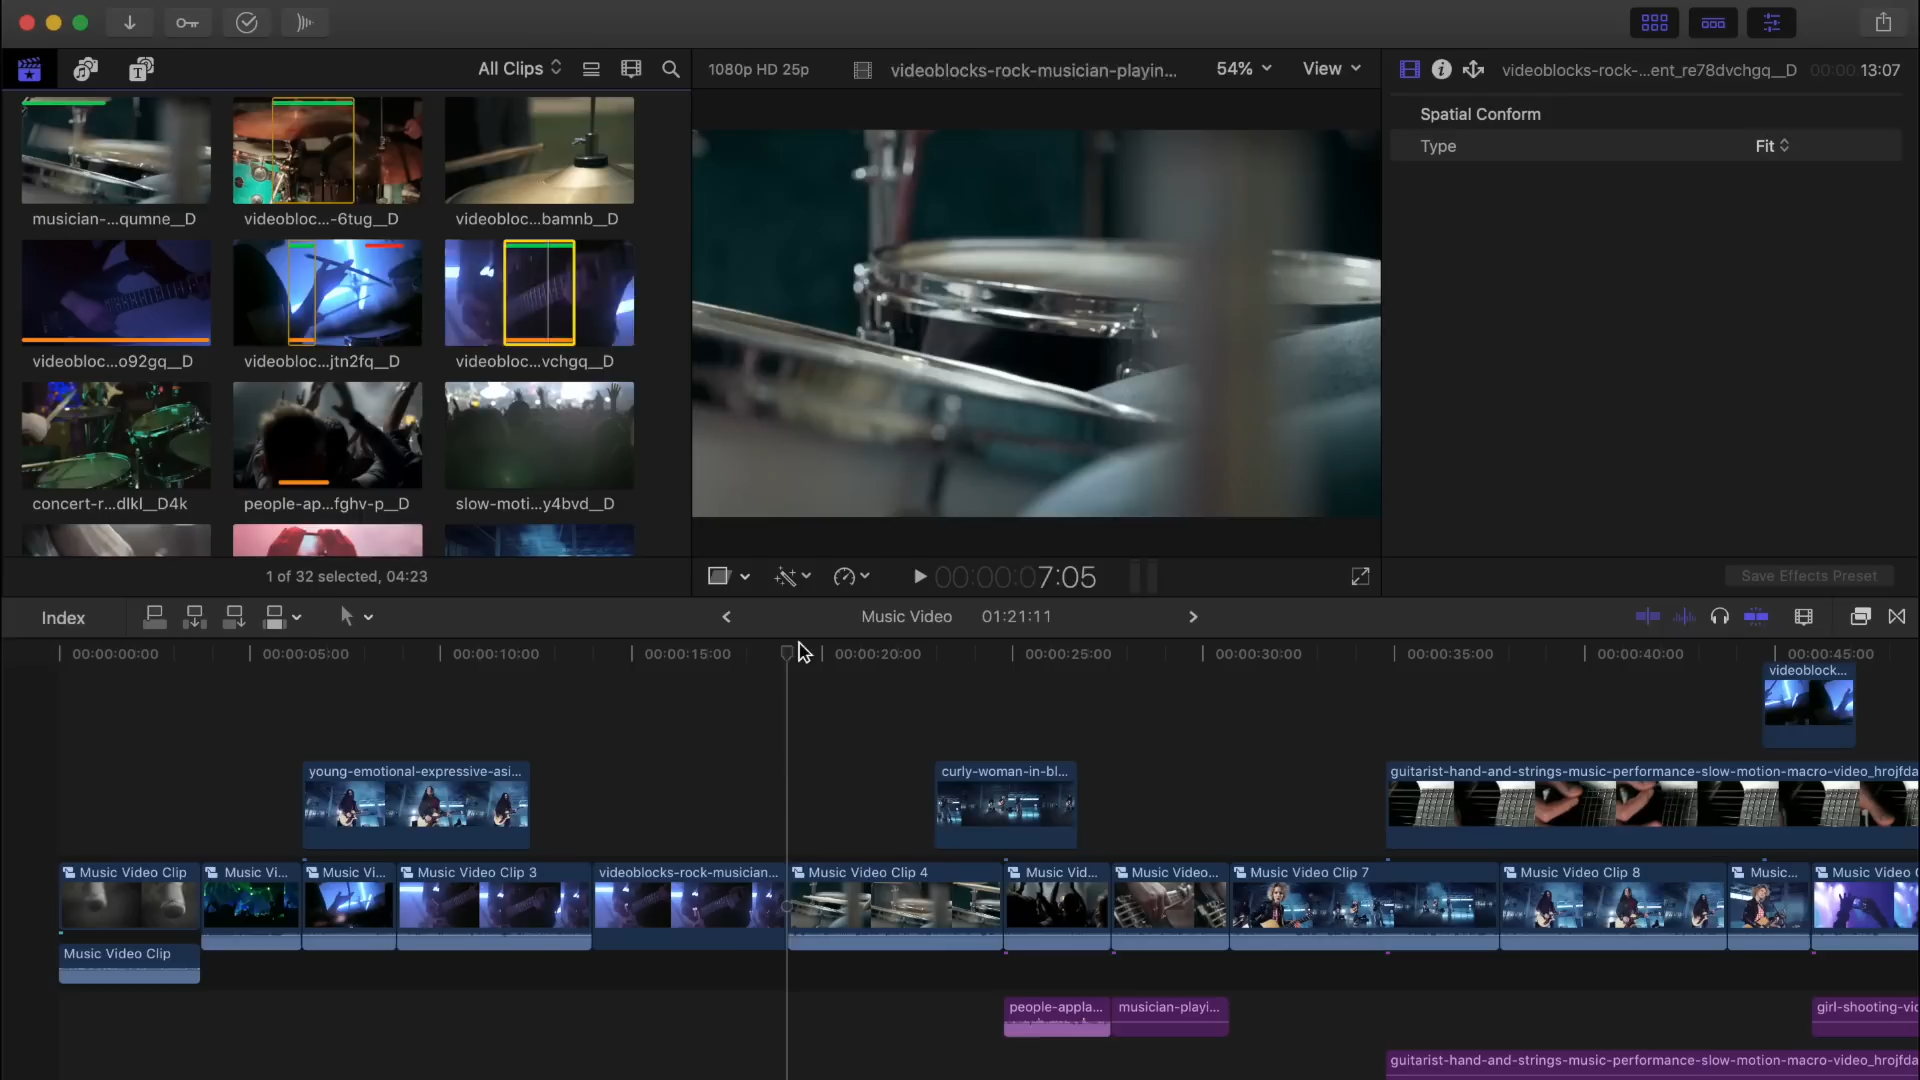 All Clips
1080p HD 25p
videoblocks-rock-musician-playin...
54%
View
videoblocks-rock-...ent_re78dvchgq__D
00:00:13:07
Spatial Conform
Type
Fit
musician-...qumne__D
videobloc...-6tug__D
videobloc...bamnb__D
videobloc...o92gq__D
videobloc...jtn2fq__D
videobloc...vchgq__D
concert-r...dlkl__D4k
people-ap...fghv-p__D
slow-moti...y4bvd__D
1 of 32 selected, 04:23
00:00:07:05
Save Effects Preset
Index
Music Video
01:21:11
00:00:00:00
00:00:05:00
00:00:10:00
00:00:15:00
00:00:20:00
00:00:25:00
00:00:30:00
00:00:35:00
00:00:40:00
00:00:45:00
videoblock...
young-emotional-expressive-asi...
curly-woman-in-bl...
guitarist-hand-and-strings-music-performance-slow-motion-macro-video_hrojfda
Music Video Clip
Music Vi...
Music Vi...
Music Video Clip 3
videoblocks-rock-musician...
Music Video Clip 4
Music Vid...
Music Video...
Music Video Clip 7
Music Video Clip 8
Music...
Music Video C
Music Video Clip
people-appla...
musician-playi...
girl-shooting-vid
guitarist-hand-and-strings-music-performance-slow-motion-macro-video_hrojfda